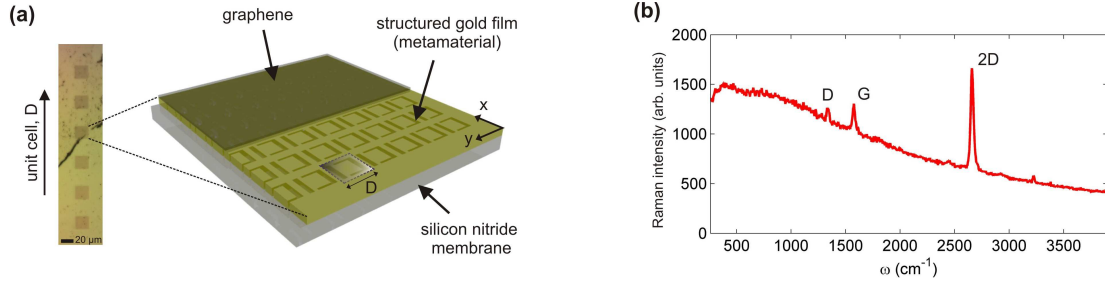 (a)
graphene
structured gold film
(metamaterial)
unit cell, D
20 µm
x
y
D
silicon nitride
membrane
(b)
2000
1500
1000
500
0
Raman intensity (arb. units)
D
G
2D
500
1000
1500
2000
2500
3000
3500
ω (cm⁻¹)